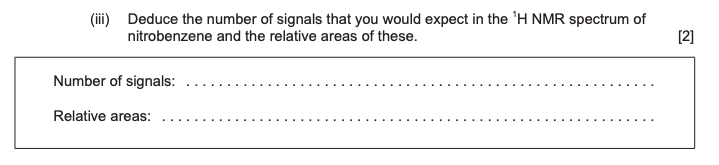 (iii) Deduce the number of signals that you would expect in the ¹H NMR spectrum of
nitrobenzene and the relative areas of these. [2]
Number of signals: . . . . . . . . . . . . . . . . . . . . . . . . . . . . . . . . . . . . . . . . . . . . . . . . . . . . . . . . .
Relative areas: . . . . . . . . . . . . . . . . . . . . . . . . . . . . . . . . . . . . . . . . . . . . . . . . . . . . . . . . . . . .